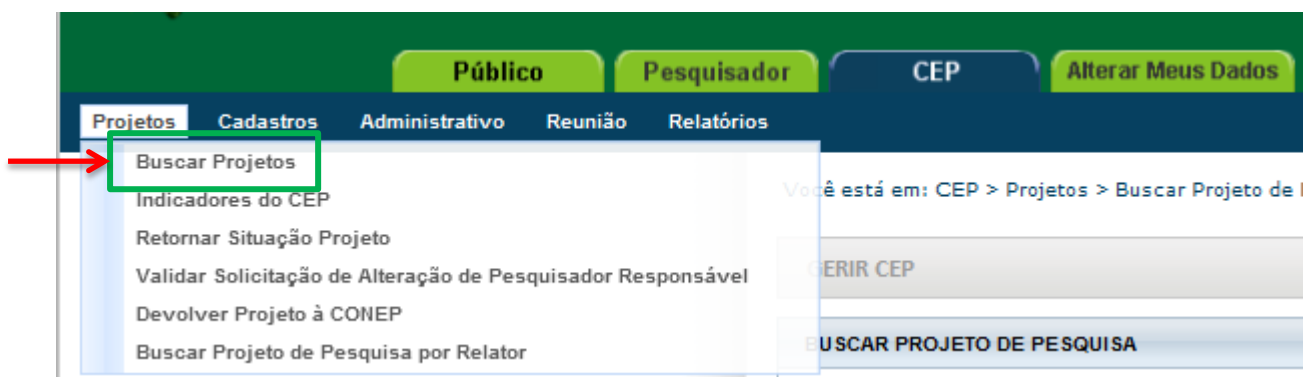 Público Pesquisador CEP Alterar Meus Dados
Projetos Cadastros Administrativo Reunião Relatórios
Buscar Projetos
Indicadores do CEP
Retornar Situação Projeto
Validar Solicitação de Alteração de Pesquisador Responsável
Devolver Projeto à CONEP
Buscar Projeto de Pesquisa por Relator
Você está em: CEP > Projetos > Buscar Projeto de
GERIR CEP
BUSCAR PROJETO DE PESQUISA